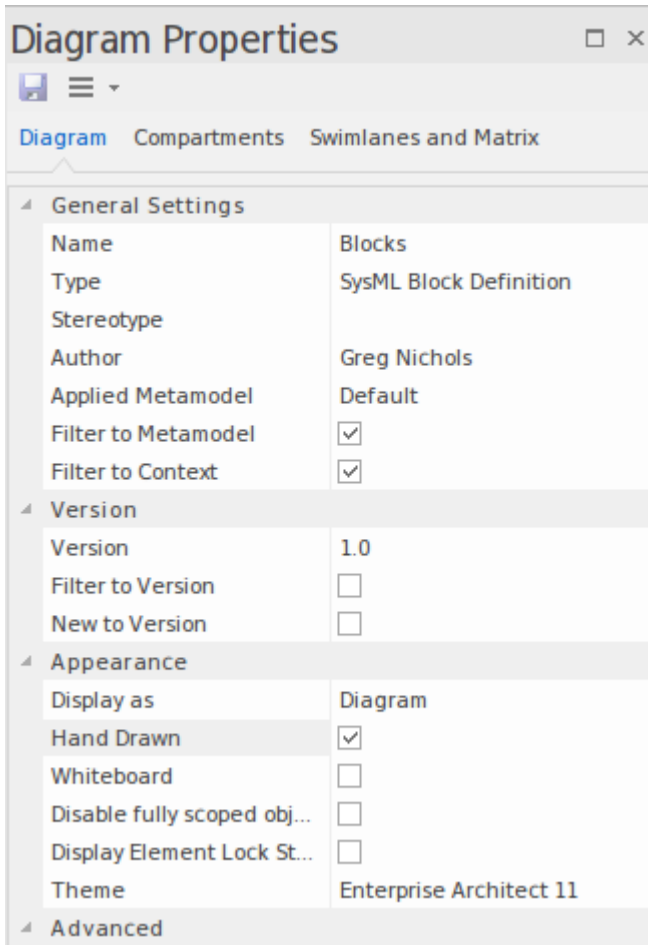 Diagram Properties
Diagram Compartments Swimlanes and Matrix
General Settings
Name Blocks
Type SysML Block Definition
Stereotype
Author Greg Nichols
Applied Metamodel Default
Filter to Metamodel
Filter to Context
Version
Version 1.0
Filter to Version
New to Version
Appearance
Display as Diagram
Hand Drawn
Whiteboard
Disable fully scoped obj...
Display Element Lock St...
Theme Enterprise Architect 11
Advanced